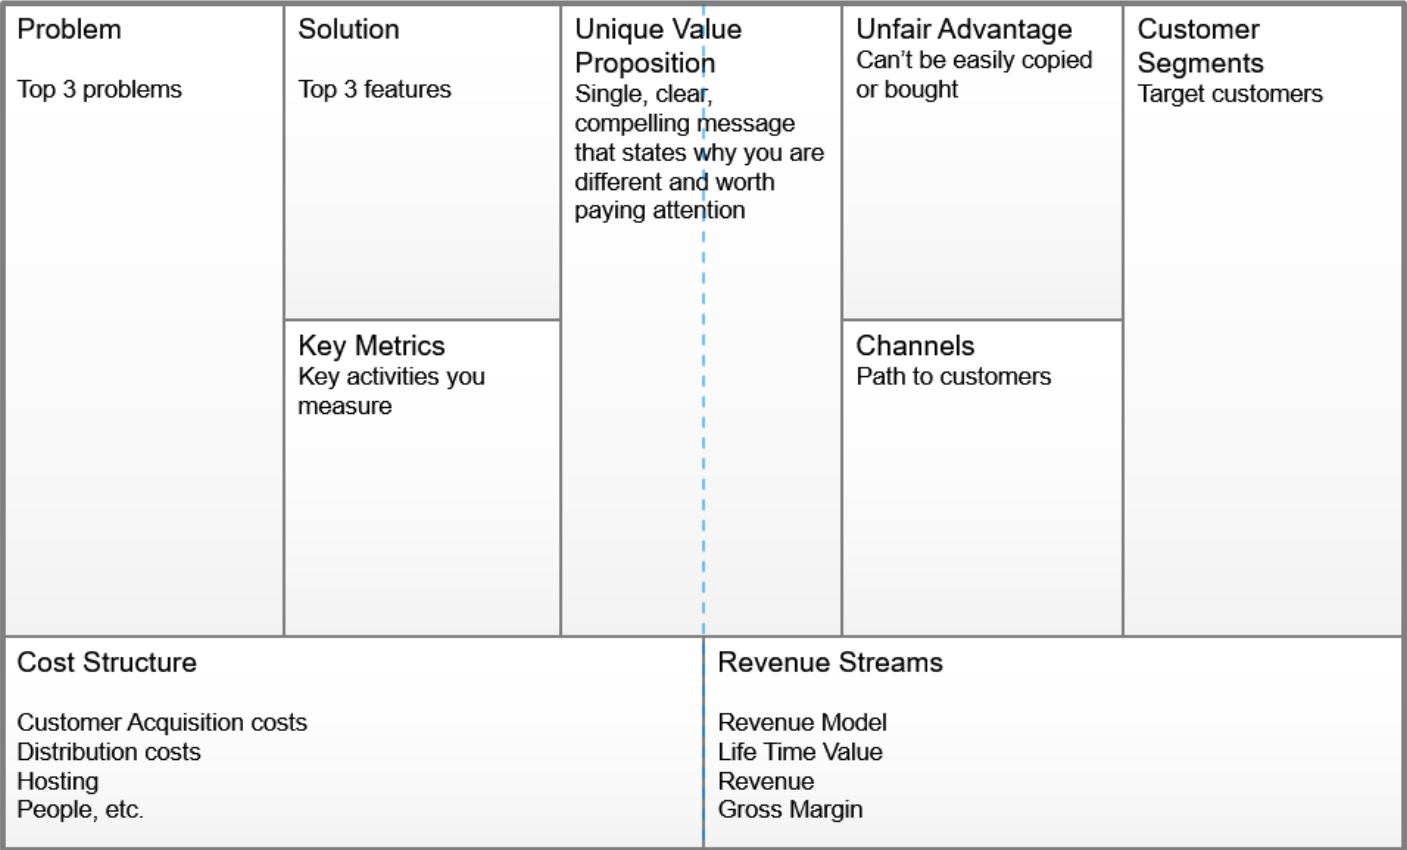 Problem
Top 3 problems
Solution
Top 3 features
Key Metrics
Key activities you
measure
Unique Value
Proposition
Single, clear,
compelling message
that states why you are
different and worth
paying attention
Unfair Advantage
Can’t be easily copied
or bought
Channels
Path to customers
Customer
Segments
Target customers
Cost Structure
Customer Acquisition costs
Distribution costs
Hosting
People, etc.
Revenue Streams
Revenue Model
Life Time Value
Revenue
Gross Margin